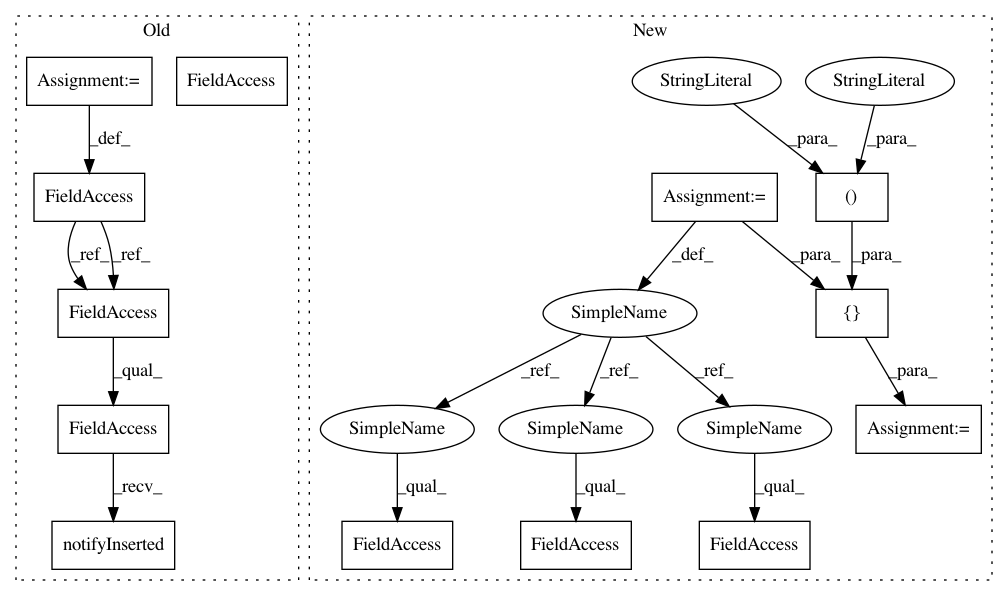 Old
New
Assignment:=
FieldAccess
StringLiteral
StringLiteral
_def_
_para_
_para_
FieldAccess
Assignment:=
()
_ref_
_ref_
_def_
_para_
_para_
FieldAccess
SimpleName
{}
_qual_
_ref_
_ref_
_ref_
_para_
FieldAccess
SimpleName
SimpleName
SimpleName
Assignment:=
_recv_
_qual_
_qual_
_qual_
notifyInserted
FieldAccess
FieldAccess
FieldAccess